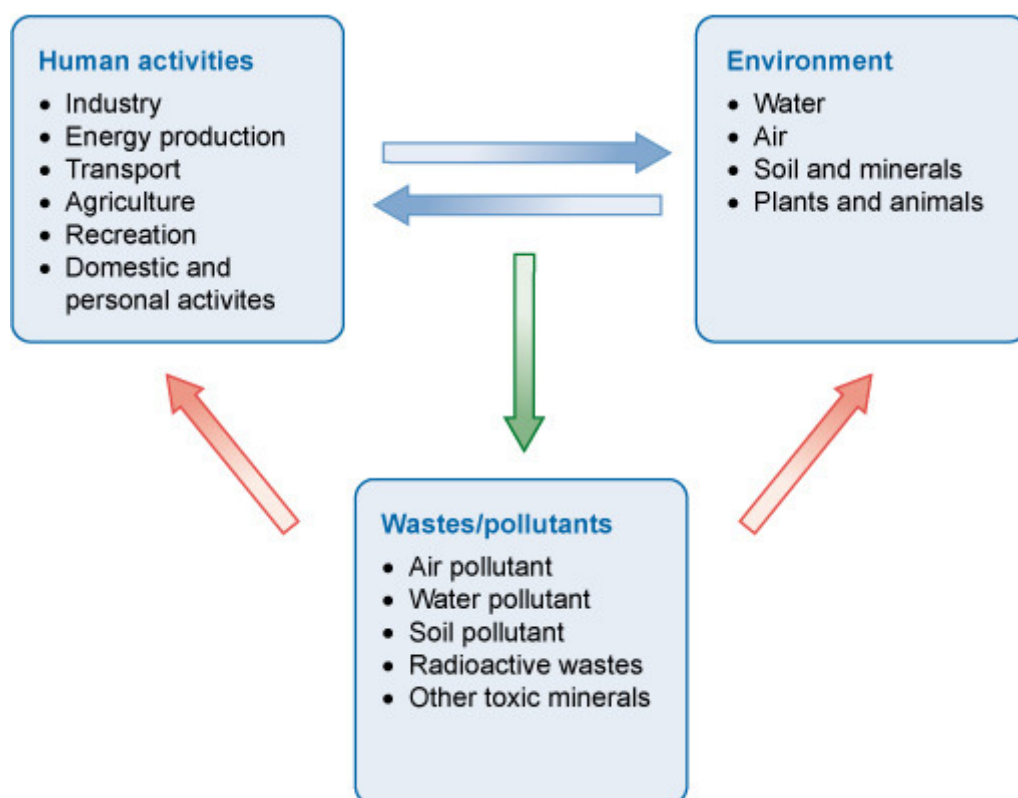 Human activities
• Industry
• Energy production
• Transport
• Agriculture
• Recreation
• Domestic and
personal activites
Environment
• Water
• Air
• Soil and minerals
• Plants and animals
Wastes/pollutants
• Air pollutant
• Water pollutant
• Soil pollutant
• Radioactive wastes
• Other toxic minerals